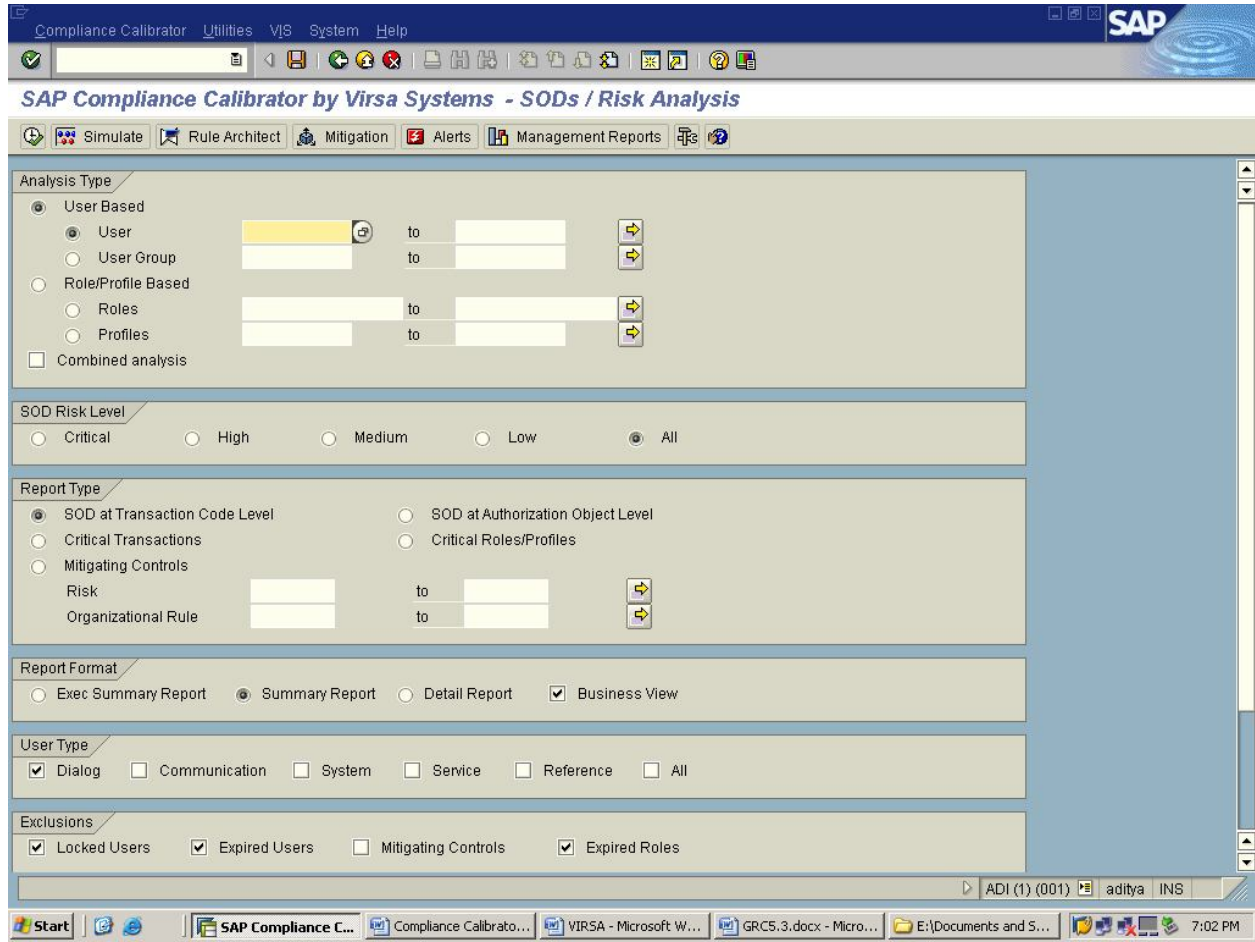 Compliance Calibrator Utilities VIS System Help
SAP
SAP Compliance Calibrator by Virsa Systems - SODs / Risk Analysis
Simulate Rule Architect Mitigation Alerts Management Reports
Analysis Type
User Based
User to
User Group to
Role/Profile Based
Roles to
Profiles to
Combined analysis
SOD Risk Level
Critical High Medium Low All
Report Type
SOD at Transaction Code Level SOD at Authorization Object Level
Critical Transactions Critical Roles/Profiles
Mitigating Controls
Risk to
Organizational Rule to
Report Format
Exec Summary Report Summary Report Detail Report Business View
User Type
Dialog Communication System Service Reference All
Exclusions
Locked Users Expired Users Mitigating Controls Expired Roles
ADI (1) (001) aditya INS
Start SAP Compliance C... Compliance Calibrato... VIRSA - Microsoft W... GRC5.3.docx - Micro... E:\Documents and S... 7:02 PM